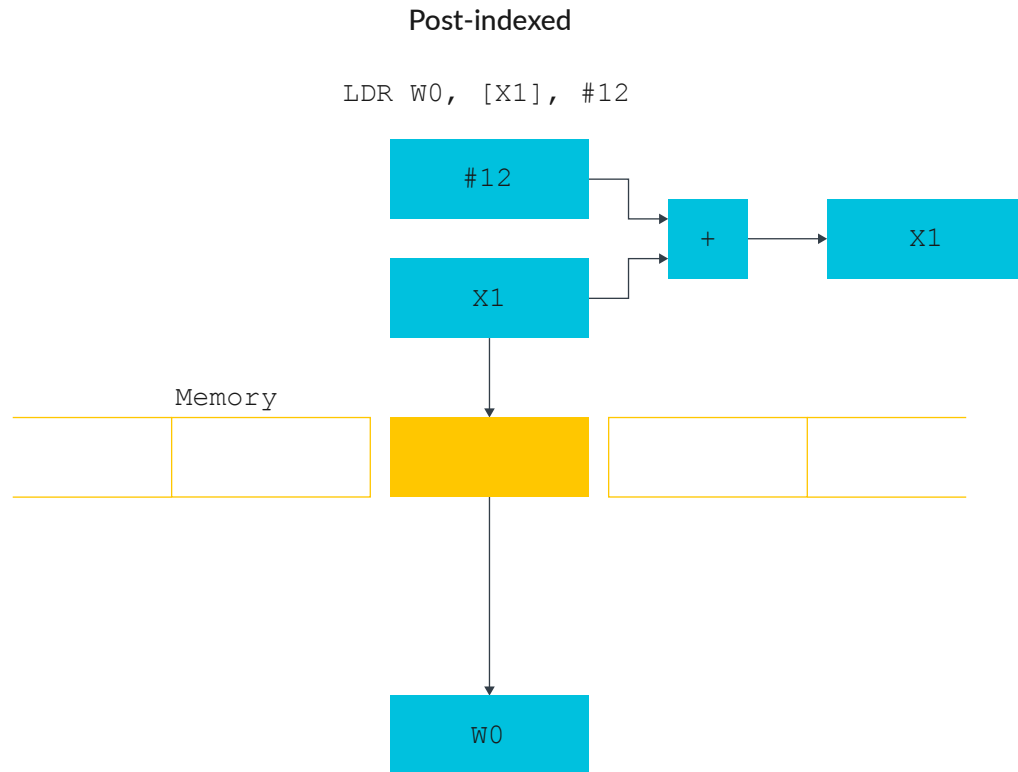 Post-indexed
LDR W0, [X1], #12
#12
+
X1
X1
Memory
W0